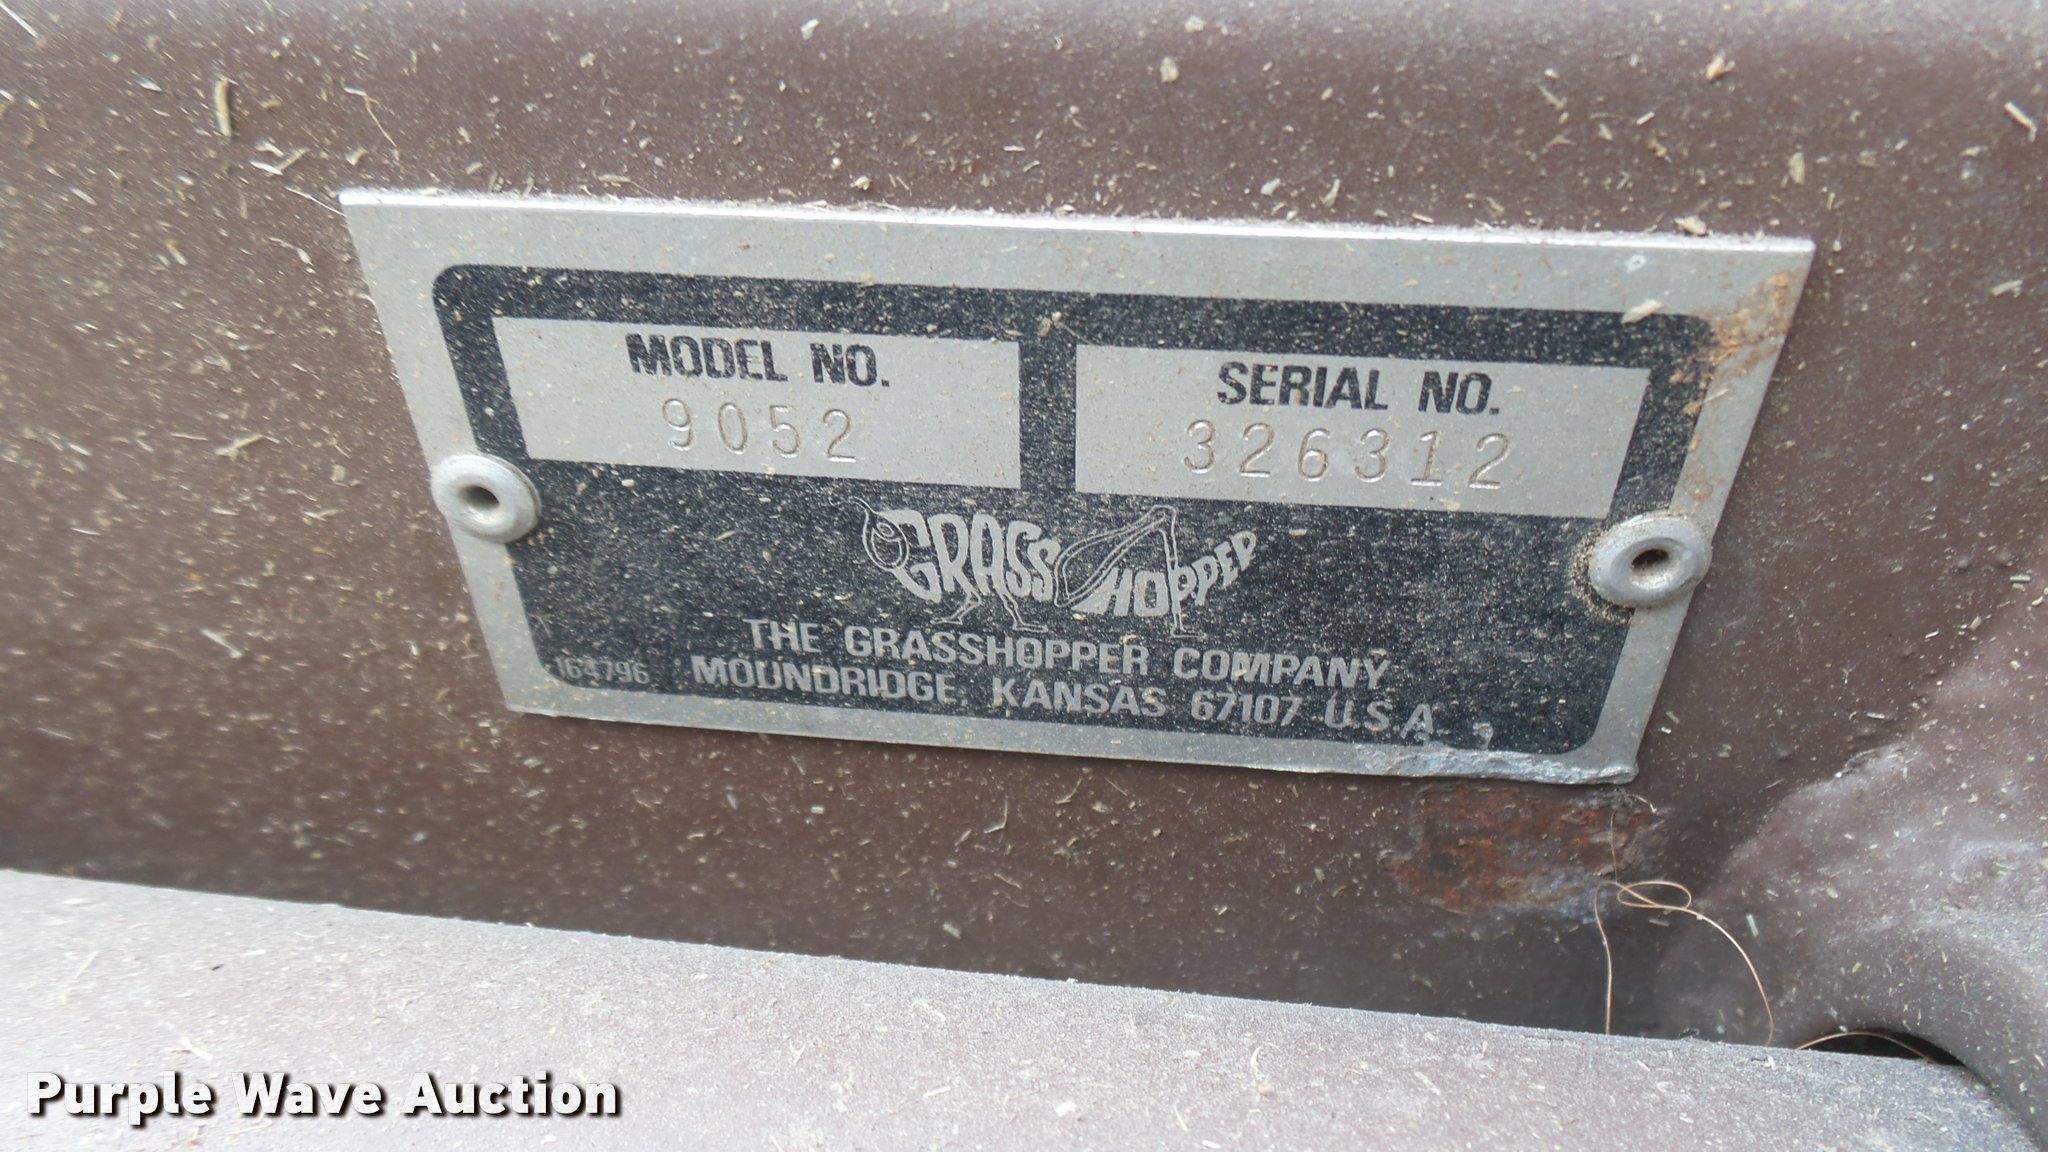 MODEL NO.
9052
SERIAL NO.
326312
GRASSHOPPER
THE GRASSHOPPER COMPANY
164796
MOUNDRIDGE, KANSAS 67107 U.S.A.
Purple Wave Auction